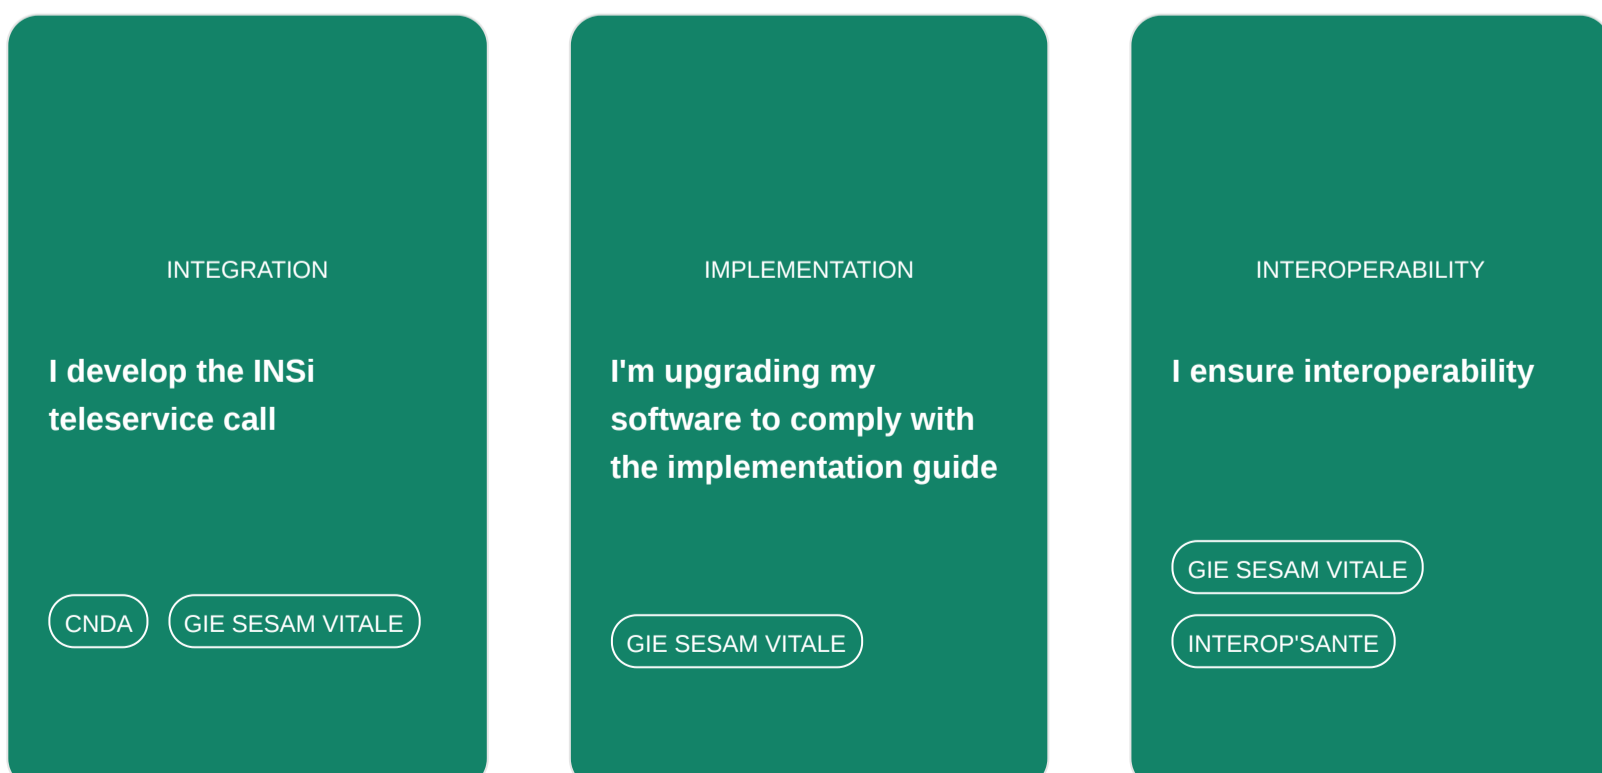 INTEGRATION
I develop the INSi
teleservice call
CNDA
GIE SESAM VITALE
IMPLEMENTATION
I'm upgrading my
software to comply with
the implementation guide
GIE SESAM VITALE
INTEROPERABILITY
I ensure interoperability
GIE SESAM VITALE
INTEROP'SANTE